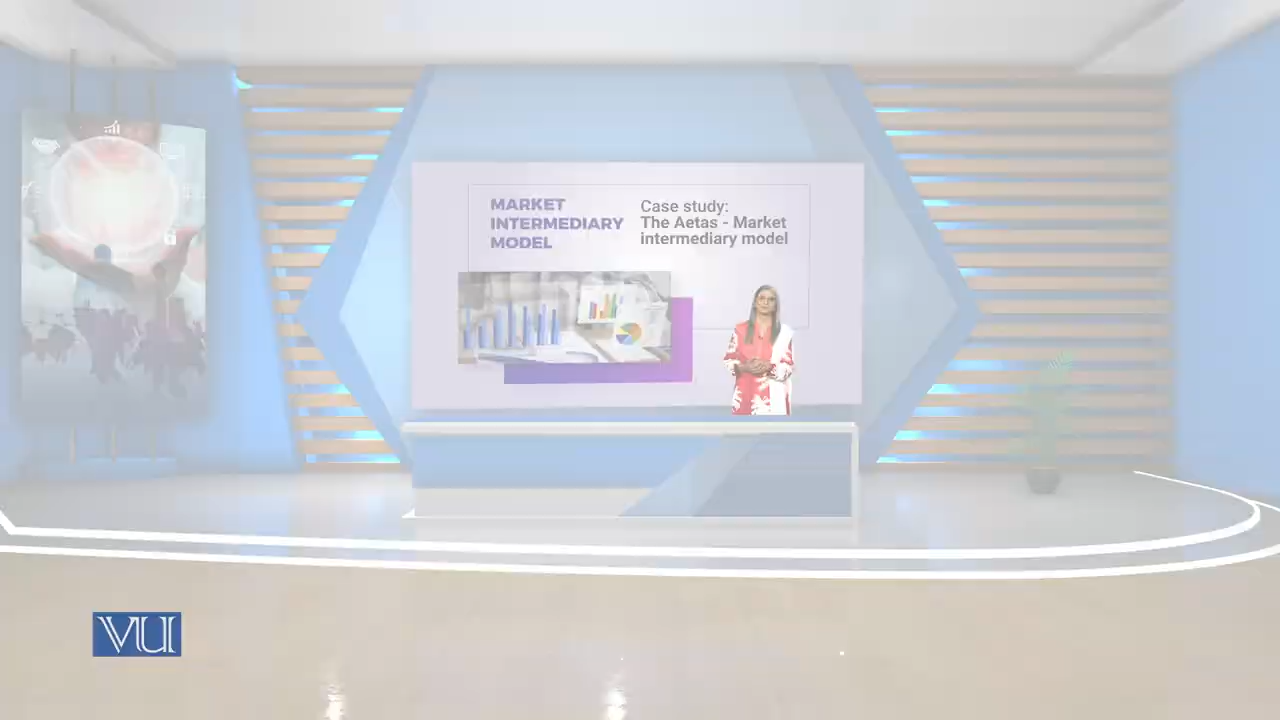 MARKET
INTERMEDIARY
MODEL
Case study:
The Aetas - Market
intermediary model
VU